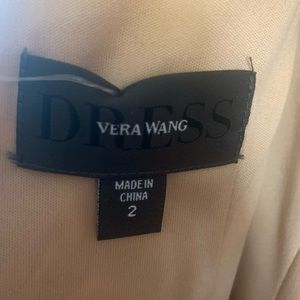 DRESS
VERA WANG
MADE IN
CHINA
2